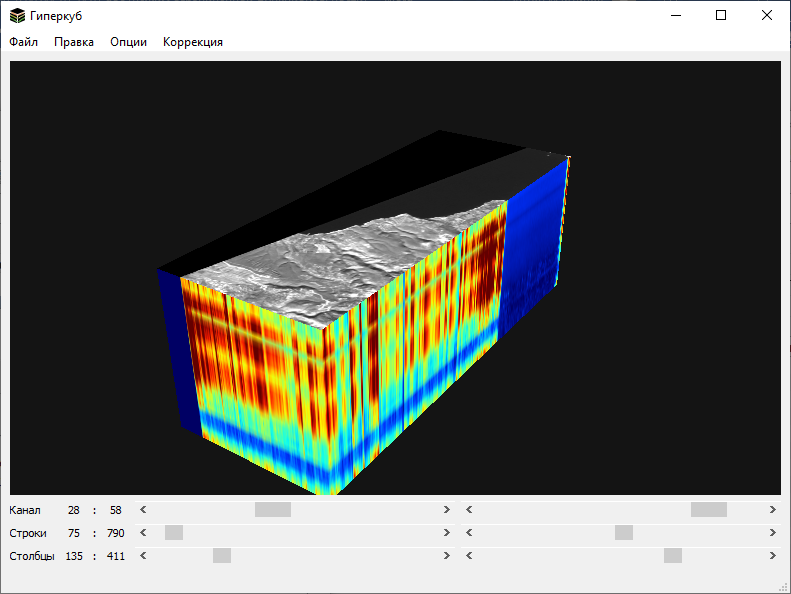 Гиперкуб
Файл Правка Опции Коррекция
Канал 28 : 58
Строки 75 : 790
Столбцы 135 : 411